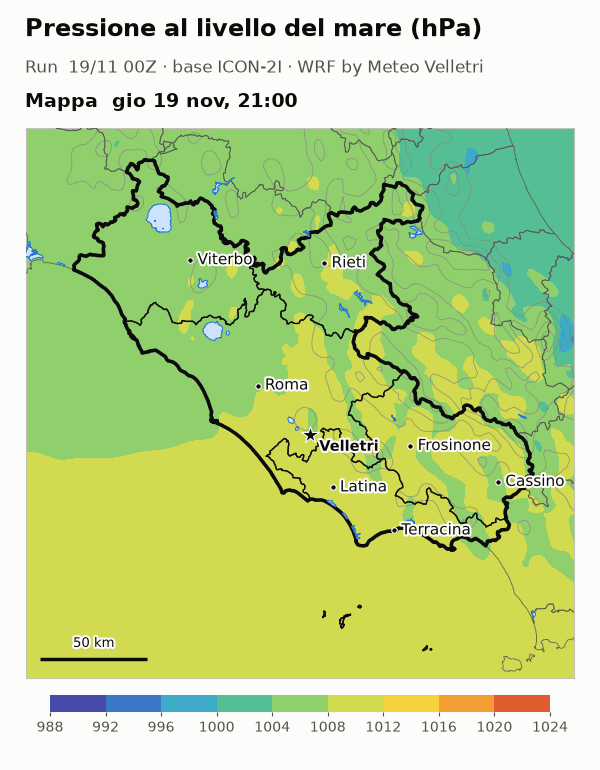 Pressione al livello del mare (hPa)
Run  19/11 00Z · base ICON-2I · WRF by Meteo Velletri
Mappa  gio 19 nov, 21:00
Viterbo
Rieti
Roma
Velletri
Frosinone
Latina
Cassino
Terracina
50 km
988 992 996 1000 1004 1008 1012 1016 1020 1024